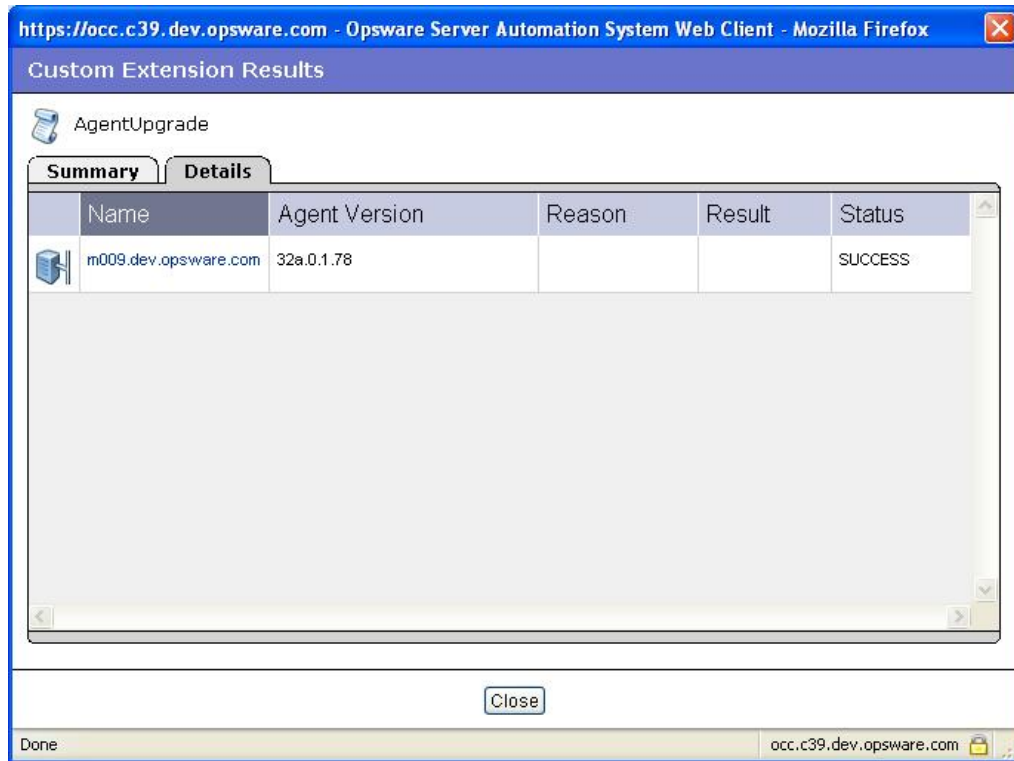 https://occ.c39.dev.opsware.com - Opsware Server Automation System Web Client - Mozilla Firefox
Custom Extension Results
AgentUpgrade
Summary Details
Name Agent Version Reason Result Status
m009.dev.opsware.com 32a.0.1.78 SUCCESS
Close
Done occ.c39.dev.opsware.com